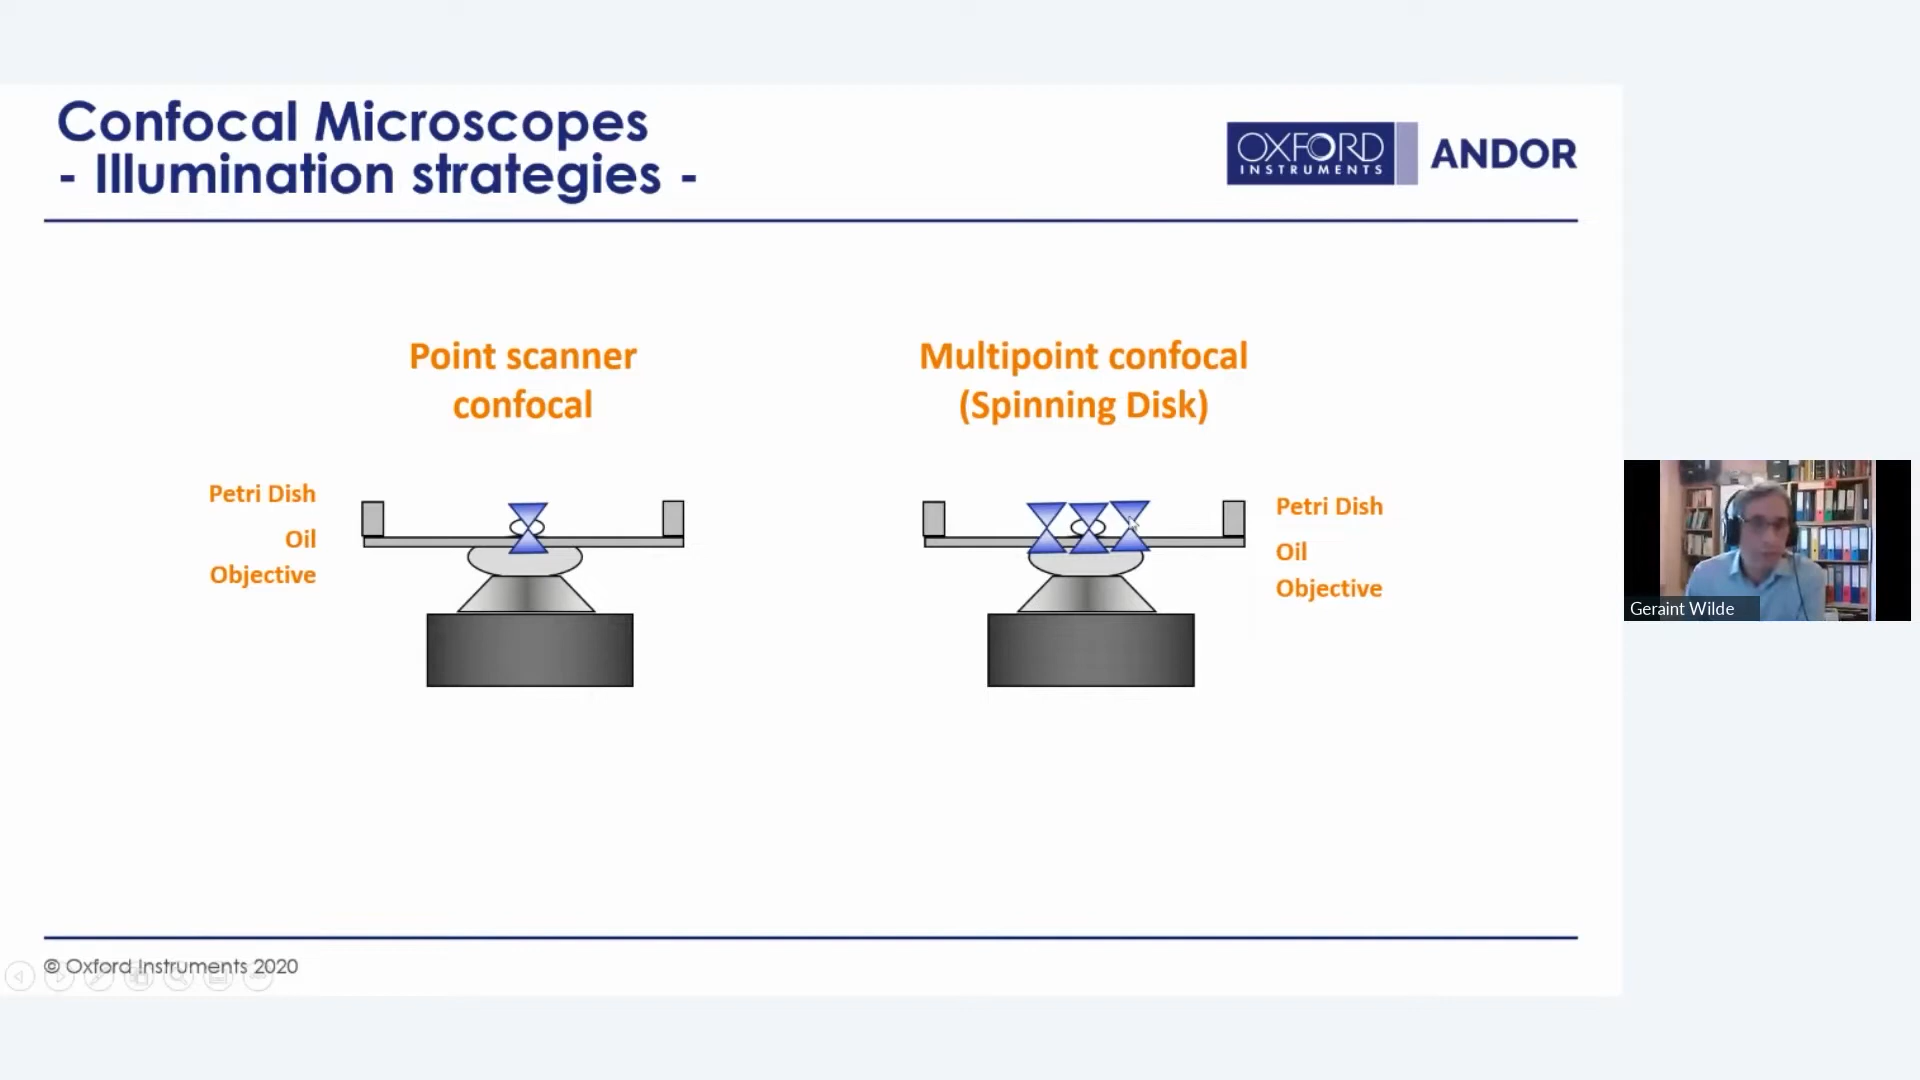 Confocal Microscopes
- Illumination strategies -
OXFORD
INSTRUMENTS
ANDOR
Point scanner
confocal
Multipoint confocal
(Spinning Disk)
Petri Dish
Oil
Objective
Petri Dish
Oil
Objective
Geraint Wilde
© Oxford Instruments 2020